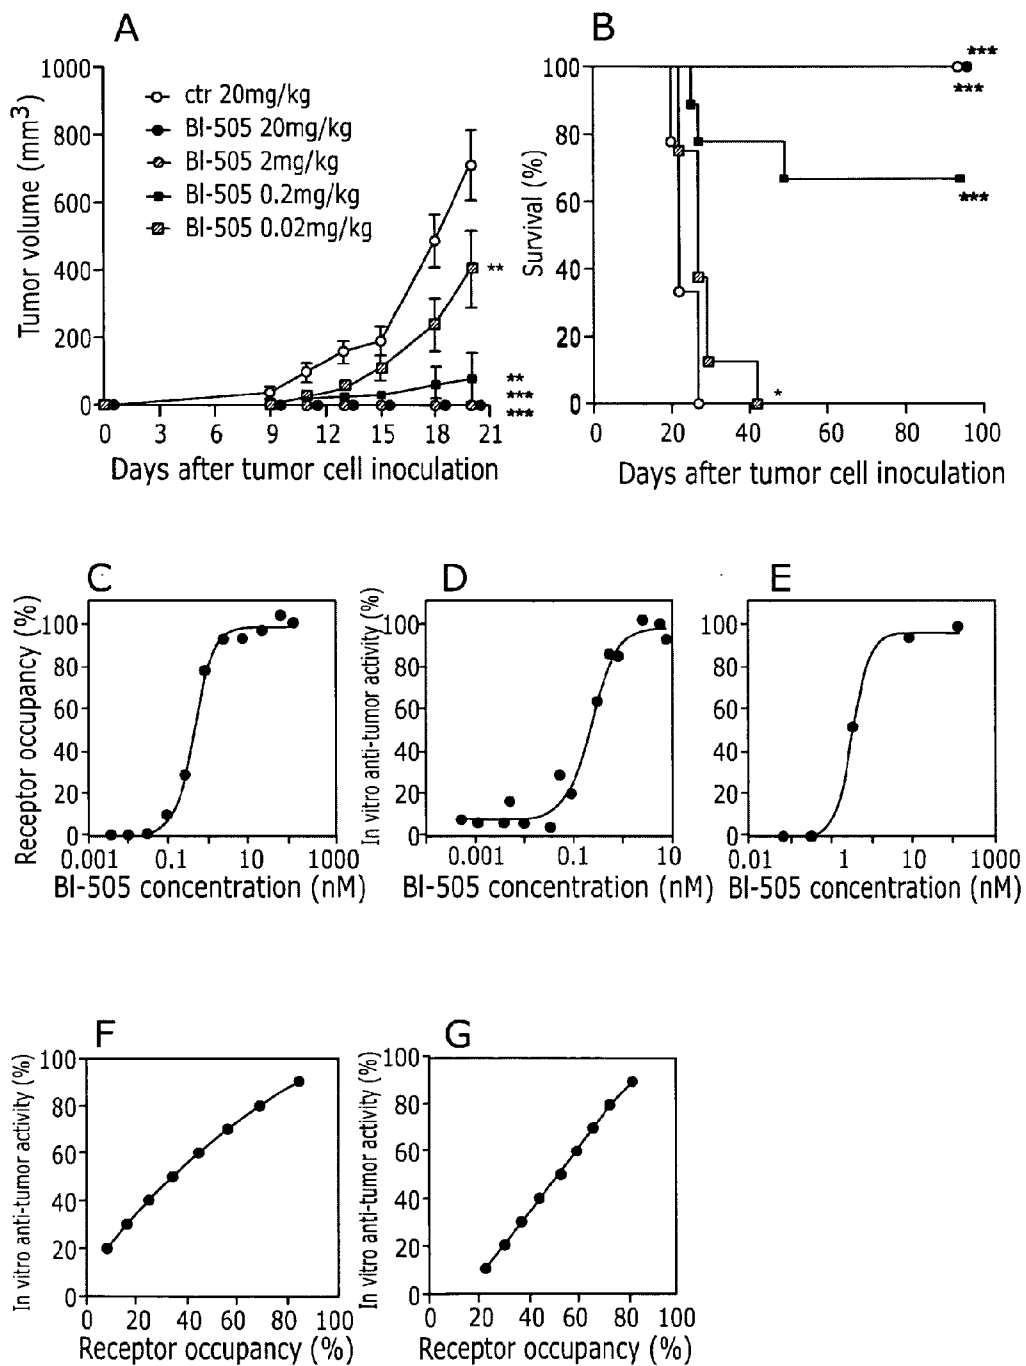 A
Tumor volume (mm3)
1000
800
600
400
200
0
ctr 20mg/kg
BI-505 20mg/kg
BI-505 2mg/kg
BI-505 0.2mg/kg
BI-505 0.02mg/kg
**
**
***
***
0 3 6 9 12 15 18 21
Days after tumor cell inoculation
B
Survival (%)
100
80
60
40
20
0
***
***
***
*
0 20 40 60 80 100
Days after tumor cell inoculation
C
Receptor occupancy (%)
100
80
60
40
20
0
0.001 0.1 10 1000
BI-505 concentration (nM)
D
In vitro anti-tumor activity (%)
100
80
60
40
20
0
0.001 0.1 10
BI-505 concentration (nM)
E
100
80
60
40
20
0
0.01 1 10 1000
BI-505 concentration (nM)
F
In vitro anti-tumor activity (%)
100
80
60
40
20
0
0 20 40 60 80 100
Receptor occupancy (%)
G
In vitro anti-tumor activity (%)
100
80
60
40
20
0
0 20 40 60 80 100
Receptor occupancy (%)